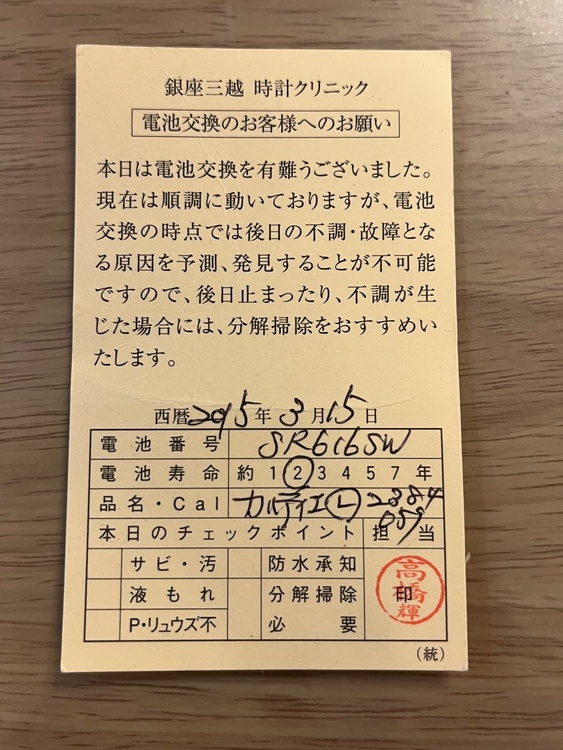 銀座三越 時計クリニック
電池交換のお客様へのお願い
本日は電池交換を有難うございました。
現在は順調に動いておりますが、電池
交換の時点では後日の不調・故障とな
る原因を予測、発見することが不可能
ですので、後日止まったり、不調が生
じた場合には、分解掃除をおすすめい
たします。
西暦2015年3月15日
電池番号 SR616SW
電池寿命 約 1 2 3 4 5 7 年
品名・Cal カルティエ L 2384
057
本日のチェックポイント 担当
サビ・汚 防水承知
液もれ 分解掃除 印
P・リュウズ不 必要
高橋輝
(統)